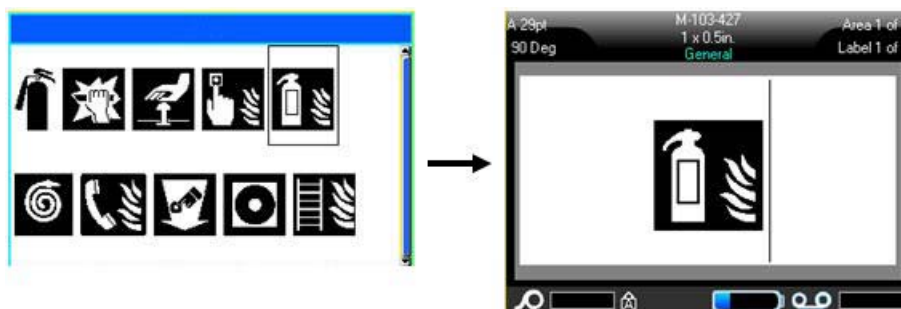 A 29pt
M-103-427
Area 1 of
90 Deg
1 x 0.5in.
Label 1 of
General